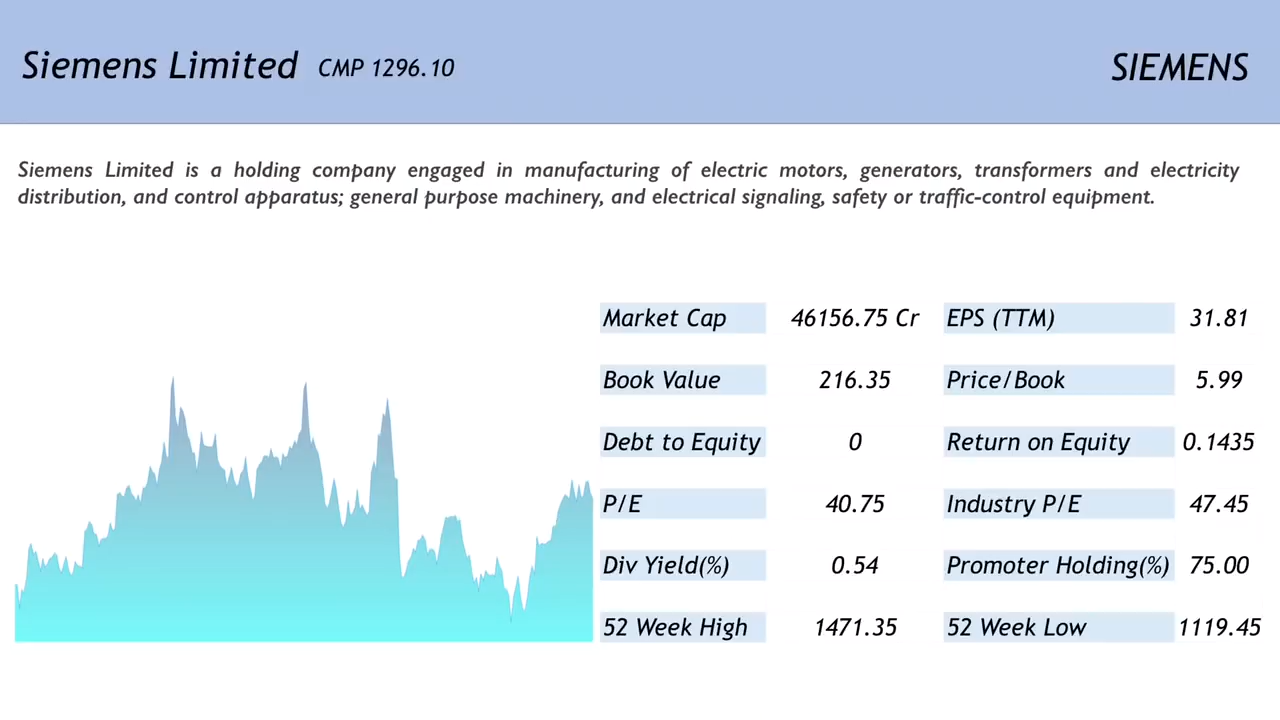 Siemens Limited CMP 1296.10 SIEMENS
Siemens Limited is a holding company engaged in manufacturing of electric motors, generators, transformers and electricity
distribution, and control apparatus; general purpose machinery, and electrical signaling, safety or traffic-control equipment.
Market Cap 46156.75 Cr EPS (TTM) 31.81
Book Value 216.35 Price/Book 5.99
Debt to Equity 0 Return on Equity 0.1435
P/E 40.75 Industry P/E 47.45
Div Yield(%) 0.54 Promoter Holding(%) 75.00
52 Week High 1471.35 52 Week Low 1119.45